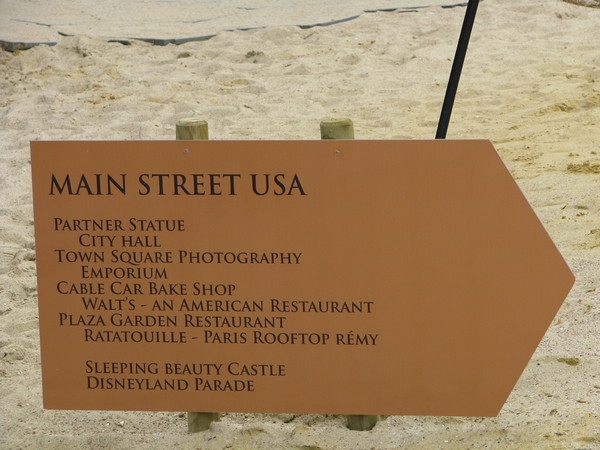 MAIN STREET USA
PARTNER STATUE
CITY HALL
TOWN SQUARE PHOTOGRAPHY
EMPORIUM
CABLE CAR BAKE SHOP
WALT'S - AN AMERICAN RESTAURANT
PLAZA GARDEN RESTAURANT
RATATOUILLE - PARIS ROOFTOP RÉMY
SLEEPING BEAUTY CASTLE
DISNEYLAND PARADE